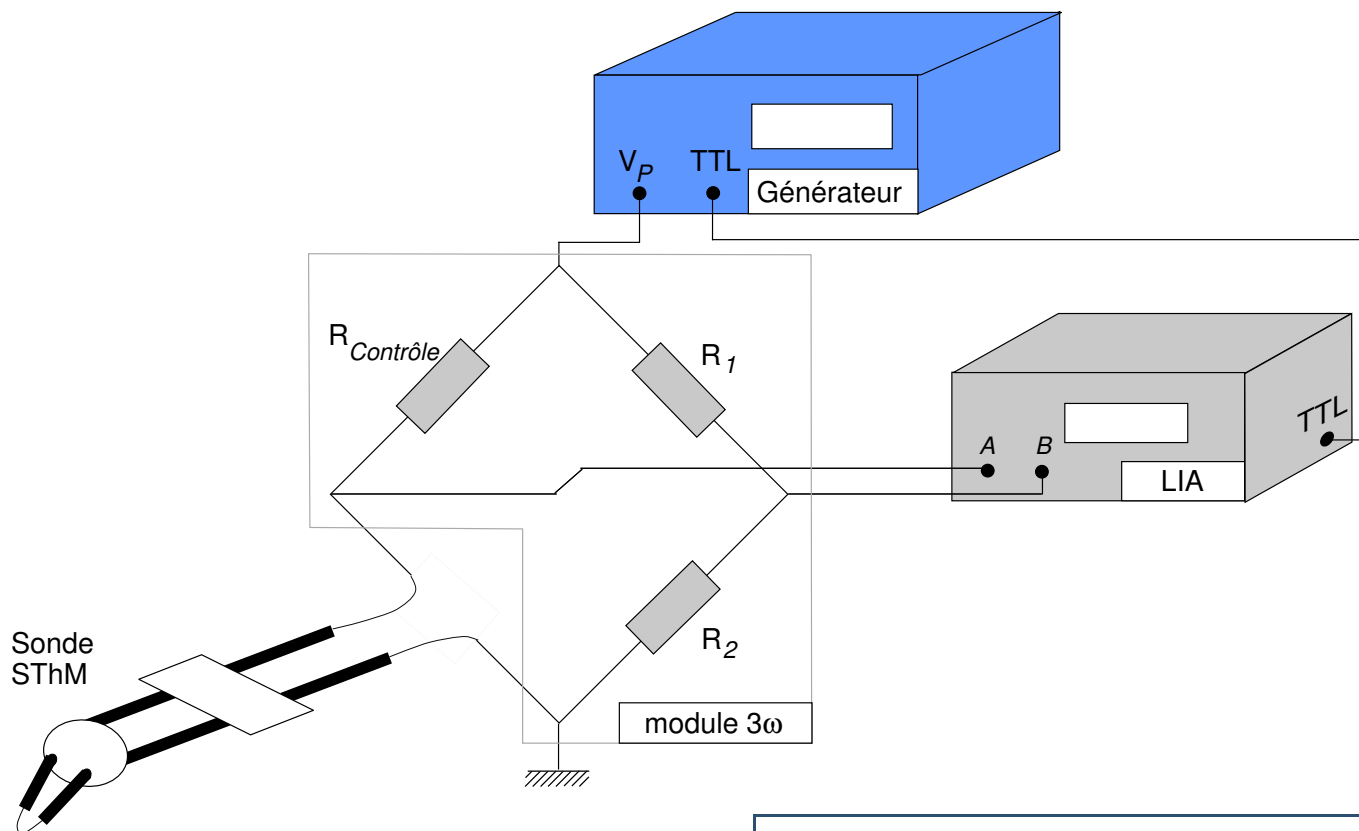 V_P TTL
Générateur
R_Contrôle
R_1
A B
TTL
LIA
R_2
Sonde
SThM
module 3ω